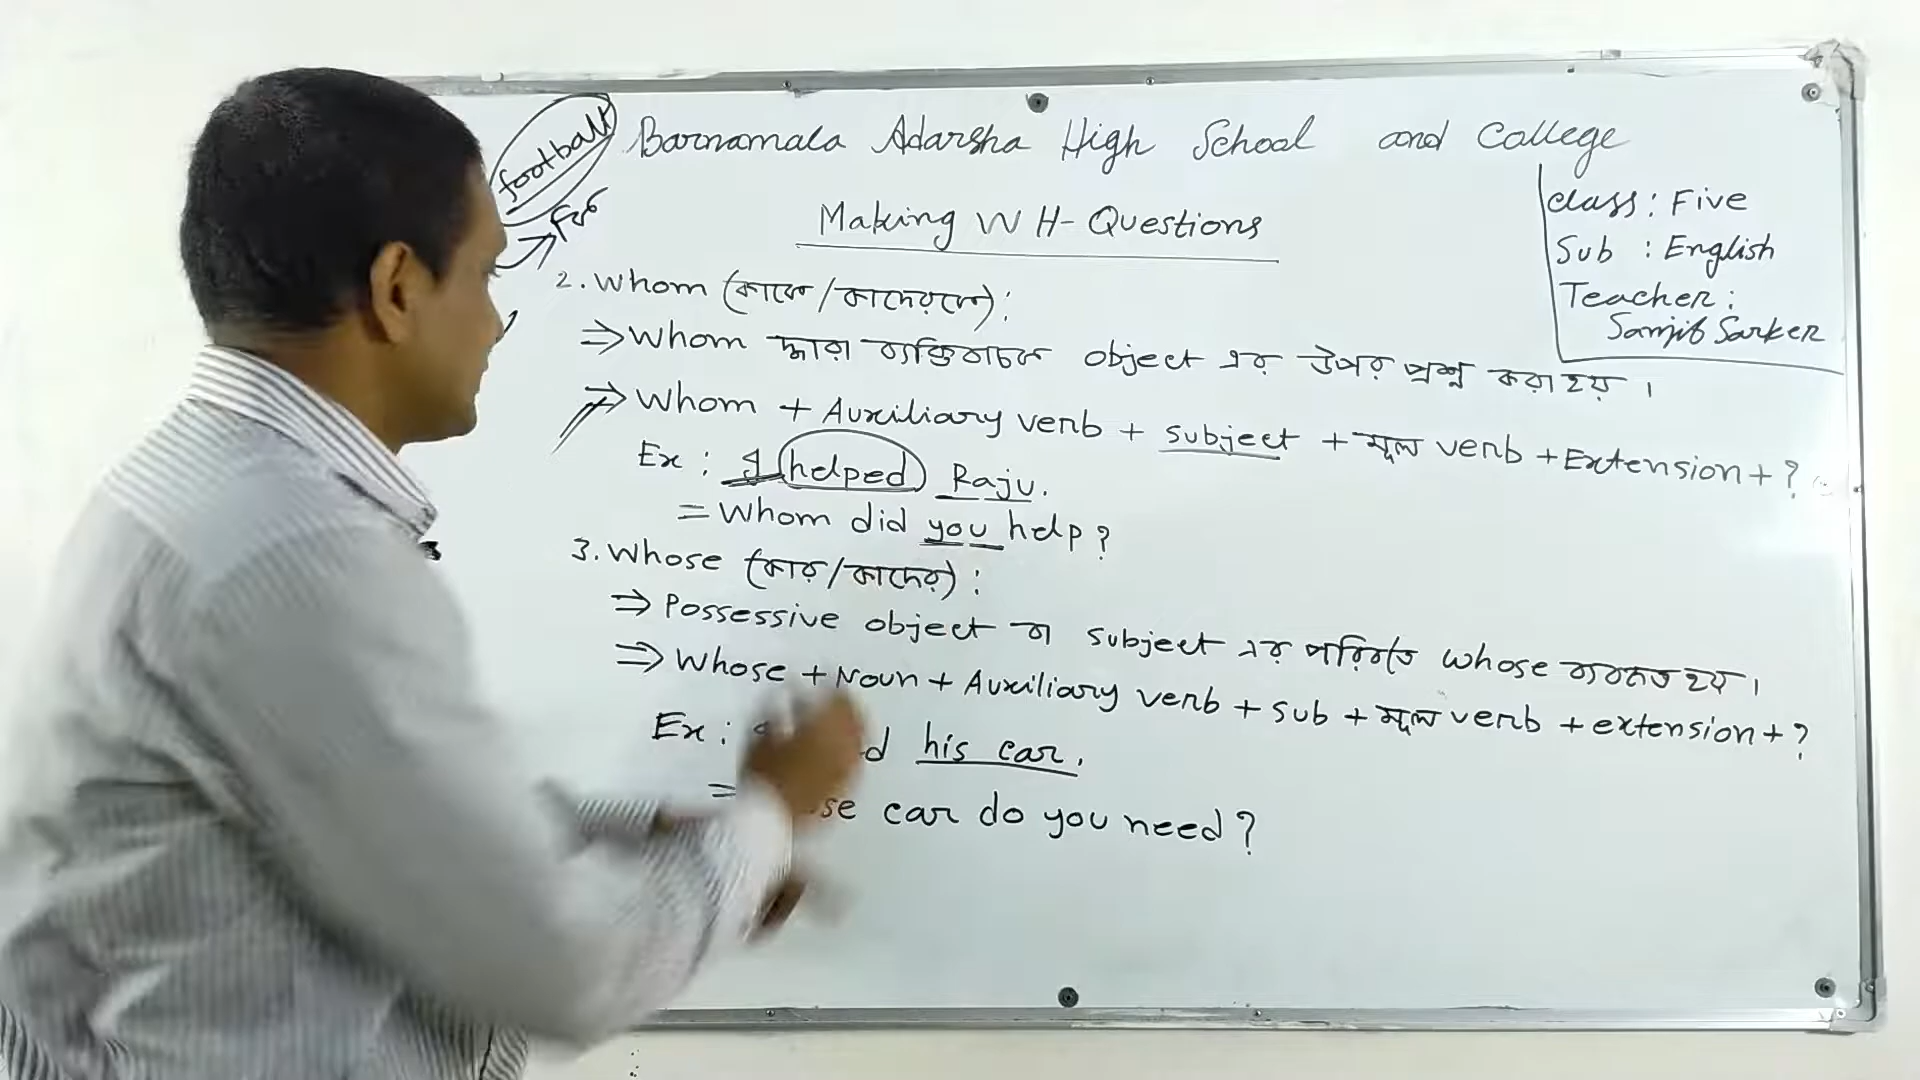 football
Barnamala Adarsha High School and College
class: Five
Sub : English
Teacher:
Sanjib Sarker
Making WH-Questions
2. Whom (কাকে/কাদেরকে):
⇒ Whom দ্বারা ব্যক্তিবাচক object এর উপর প্রশ্ন করা হয়।
⇒ Whom + Auxiliary verb + subject + মূল verb + Extension + ?
Ex : I helped Raju.
= Whom did you help?
3. Whose (কার/কাদের):
⇒ Possessive object বা subject এর পরিবর্তে whose ব্যবহৃত হয়।
⇒ Whose + Noun + Auxiliary verb + sub + মূল verb + extension + ?
Ex : d his car.
= se car do you need?